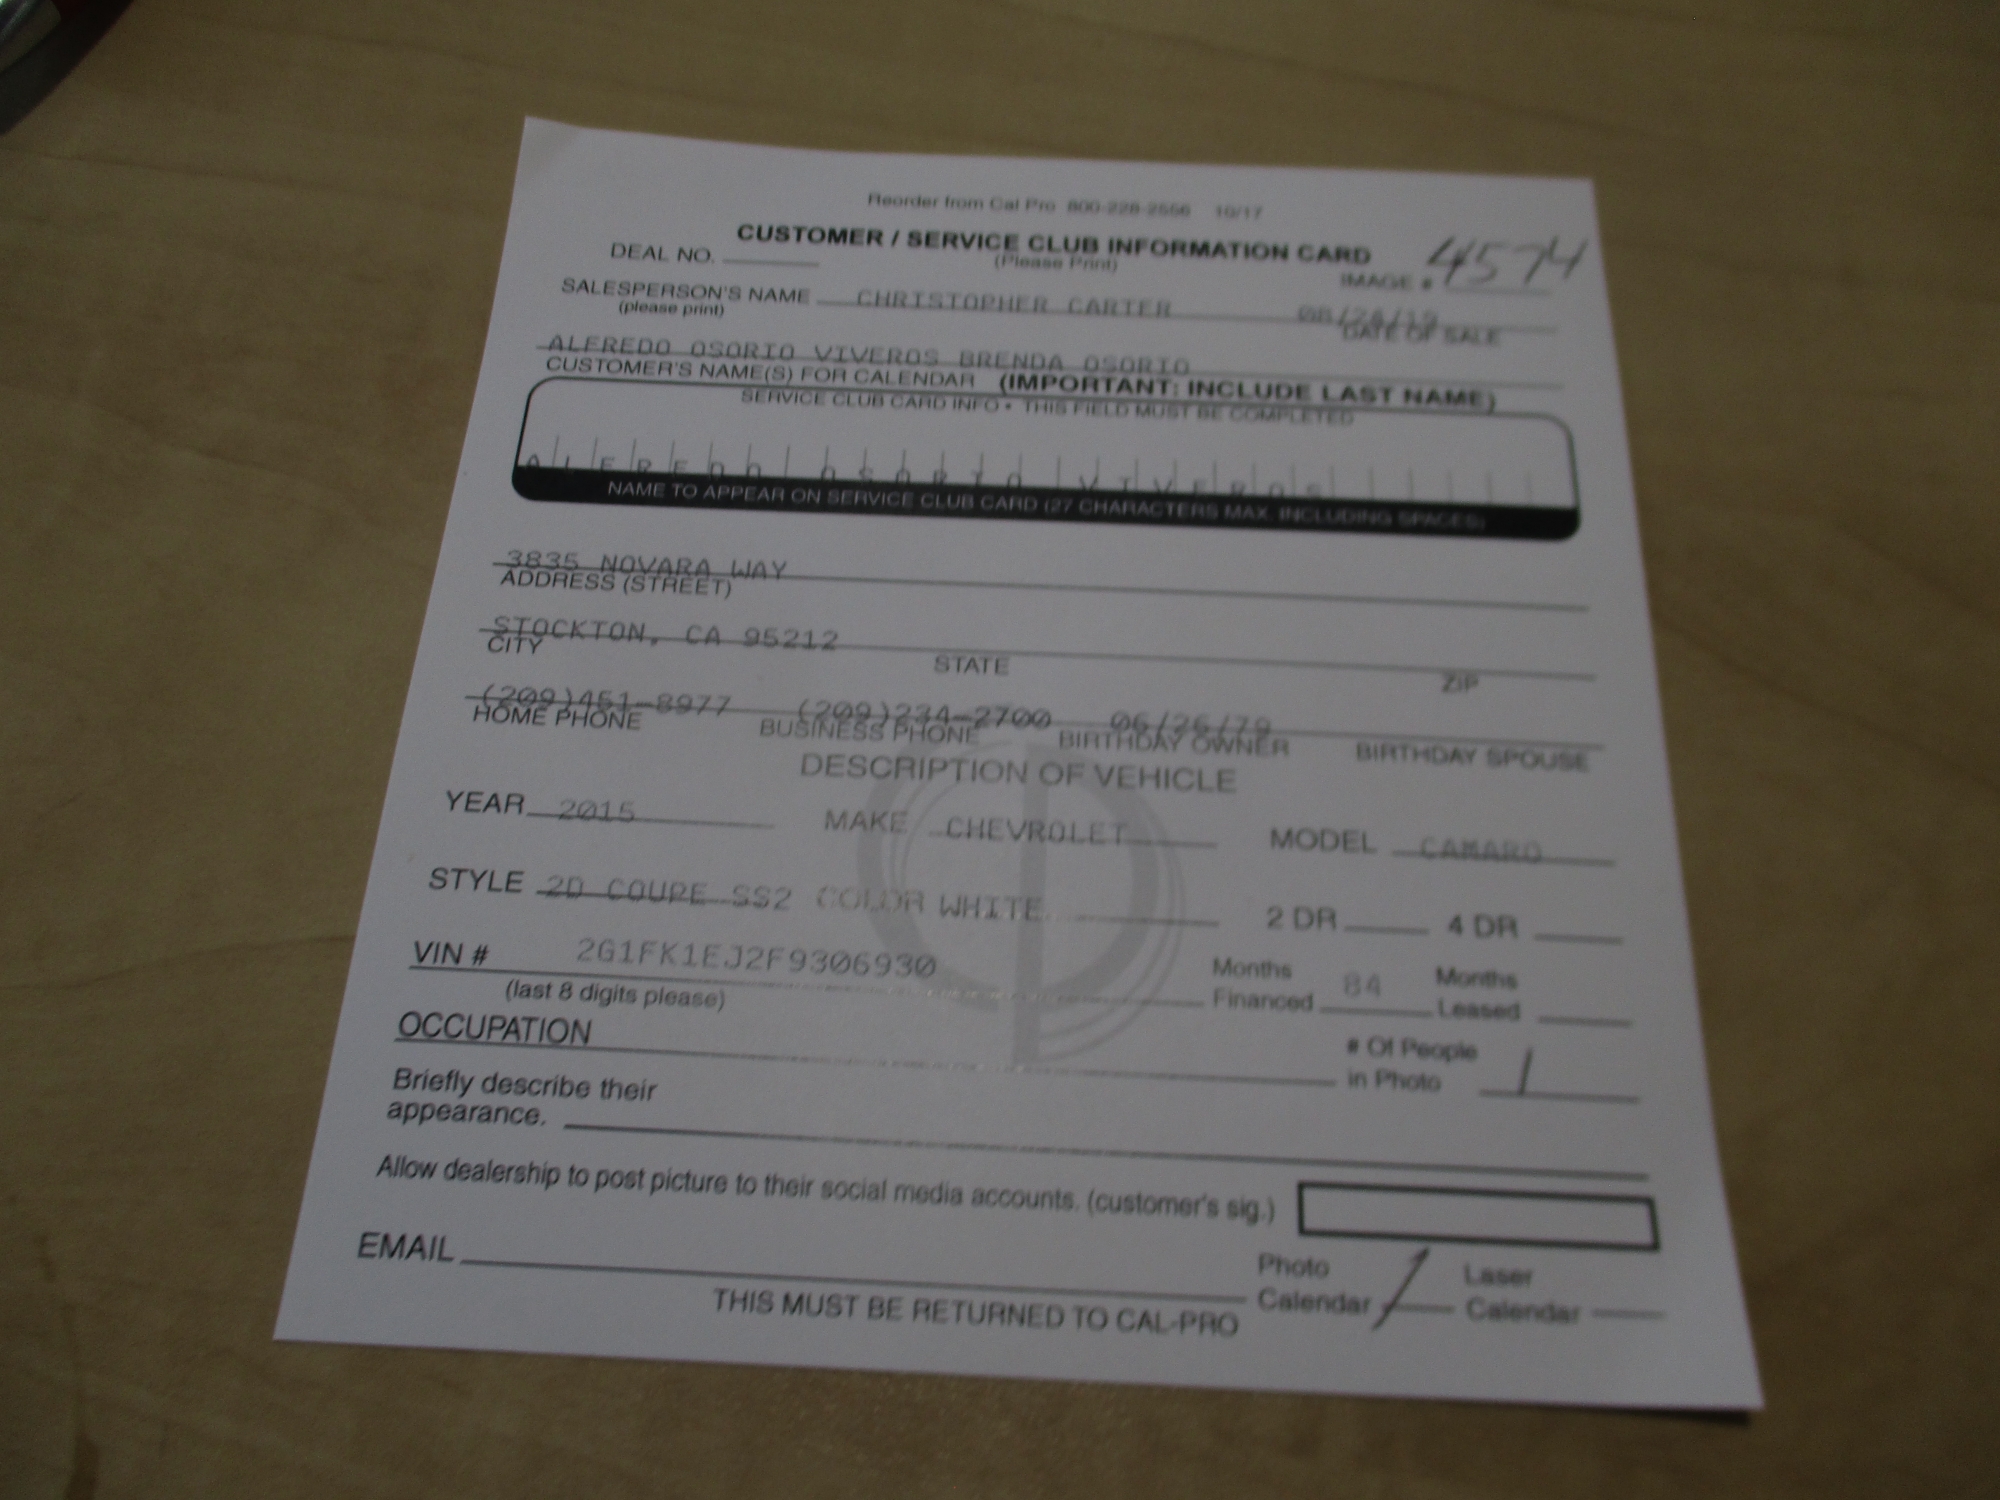 Reorder from Cal Pro 800-228-2556 10/17
CUSTOMER / SERVICE CLUB INFORMATION CARD
(Please Print)
DEAL NO. IMAGE # 4574
SALESPERSON'S NAME CHRISTOPHER CARTER
(please print) DATE OF SALE
ALFREDO OSORIO VIVEROS BRENDA OSORIO
CUSTOMER'S NAME(S) FOR CALENDAR (IMPORTANT: INCLUDE LAST NAME)
SERVICE CLUB CARD INFO • THIS FIELD MUST BE COMPLETED
ALFREDO OSORIO VIVEROS
NAME TO APPEAR ON SERVICE CLUB CARD (27 CHARACTERS MAX. INCLUDING SPACES)
3835 NOVARA WAY
ADDRESS (STREET)
STOCKTON, CA 95212
CITY STATE ZIP
(209)451-8977 (209)234-2700 06/26/79
HOME PHONE BUSINESS PHONE BIRTHDAY OWNER BIRTHDAY SPOUSE
DESCRIPTION OF VEHICLE
YEAR 2015 MAKE CHEVROLET MODEL CAMARO
STYLE 2D COUPE SS2 COLOR WHITE 2 DR 4 DR
VIN # 2G1FK1EJ2F9306930 Months Financed 84 Months Leased
(last 8 digits please)
OCCUPATION # Of People in Photo 1
Briefly describe their
appearance.
Allow dealership to post picture to their social media accounts. (customer's sig.)
EMAIL Photo Calendar / Laser Calendar
THIS MUST BE RETURNED TO CAL-PRO